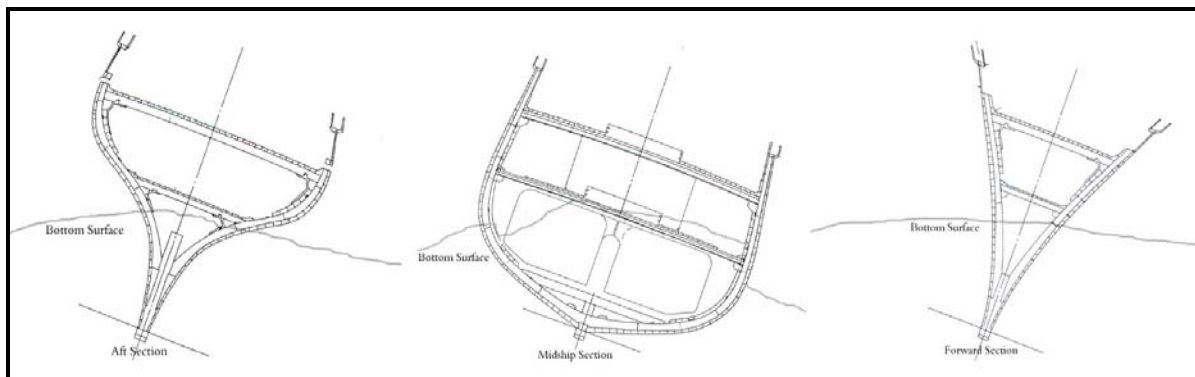 Bottom Surface
Aft Section
Bottom Surface
Midship Section
Bottom Surface
Forward Section